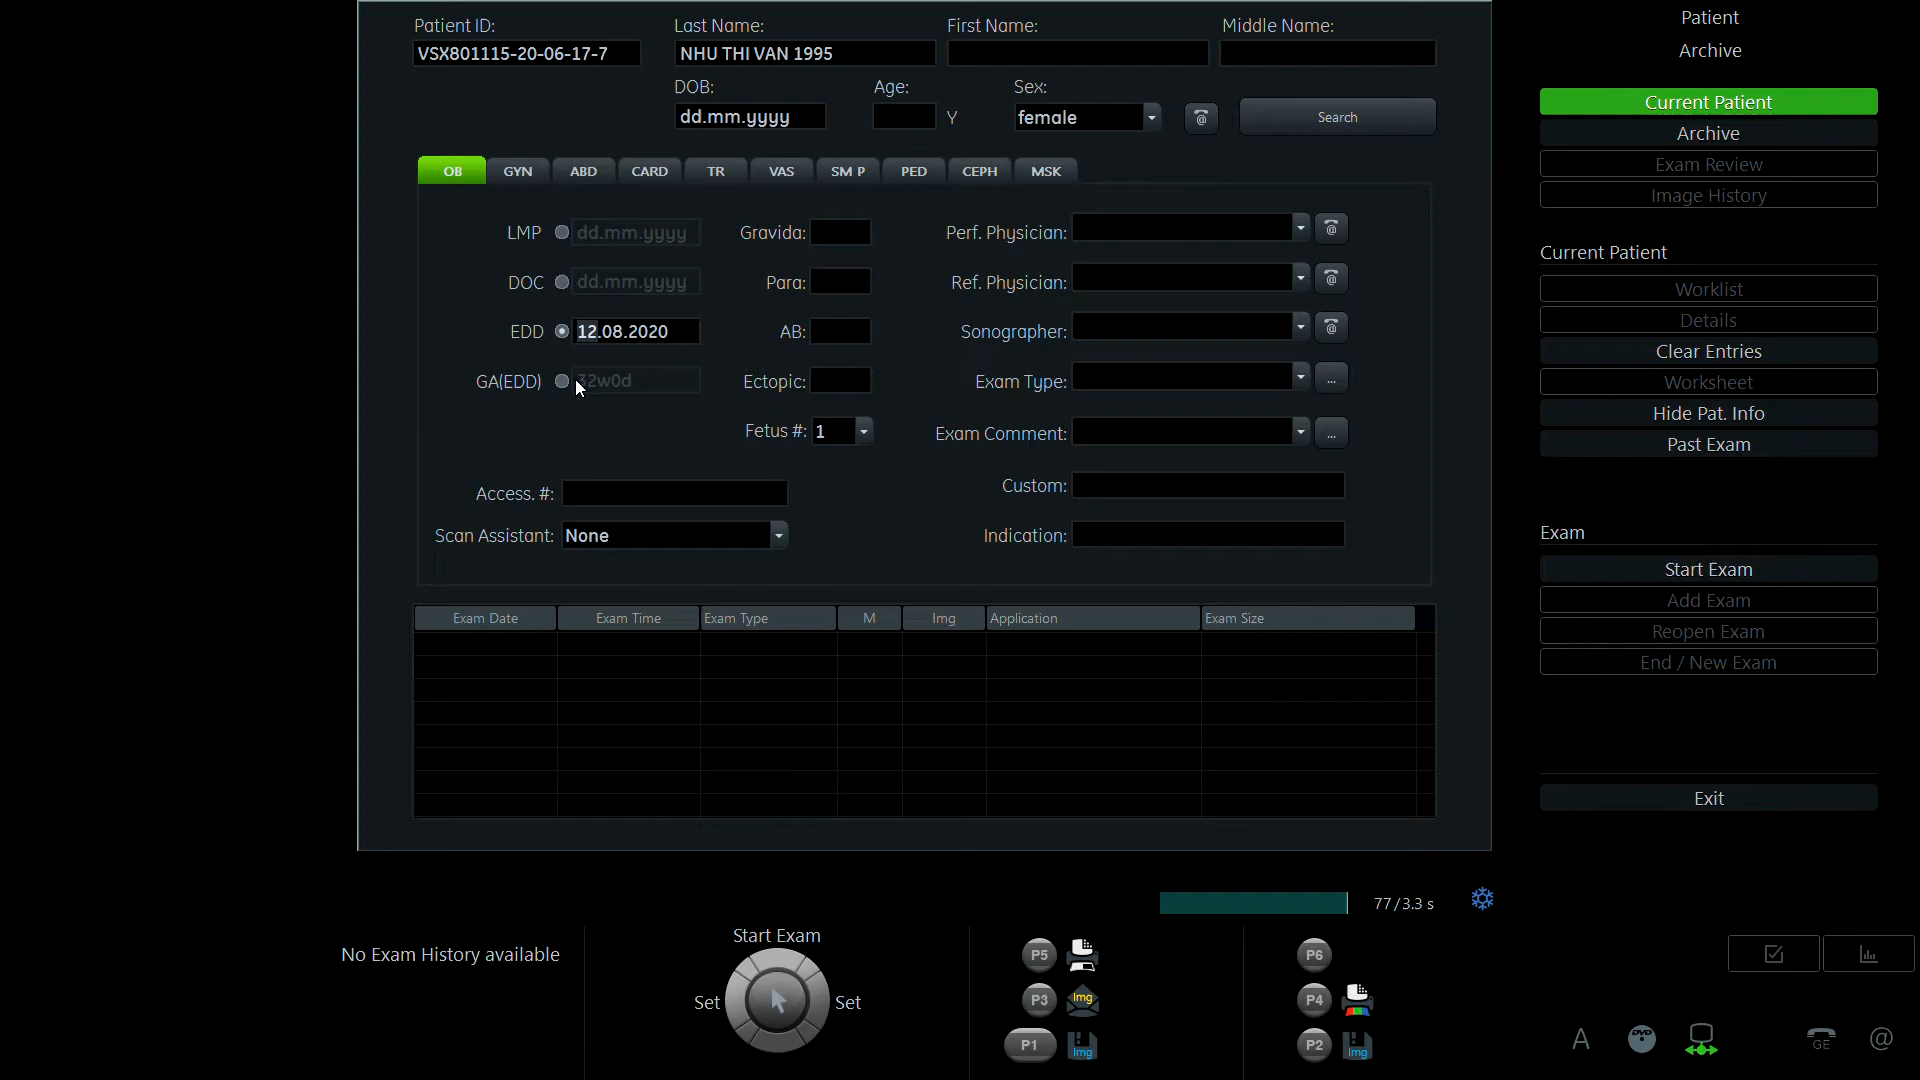 Patient ID: Last Name: First Name: Middle Name:
VSX801115-20-06-17-7 NHU THI VAN 1995
DOB: Age: Sex:
dd.mm.yyyy Y female @ Search
OB GYN ABD CARD TR VAS SM P PED CEPH MSK
LMP dd.mm.yyyy Gravida: Perf. Physician: @
DOC dd.mm.yyyy Para: Ref. Physician: @
EDD 12.08.2020 AB: Sonographer: @
GA(EDD) 32w0d Ectopic: Exam Type: ...
Fetus #: 1 Exam Comment: ...
Access. #: Custom:
Scan Assistant: None Indication:
Exam Date Exam Time Exam Type M Img Application Exam Size
Patient
Archive
Current Patient
Archive
Exam Review
Image History
Current Patient
Worklist
Details
Clear Entries
Worksheet
Hide Pat. Info
Past Exam
Exam
Start Exam
Add Exam
Reopen Exam
End / New Exam
Exit
77/3.3 s
No Exam History available
Start Exam
Set Set
P5 P6
P3 Img P4
P1 Img P2 Img
A DVD GE @